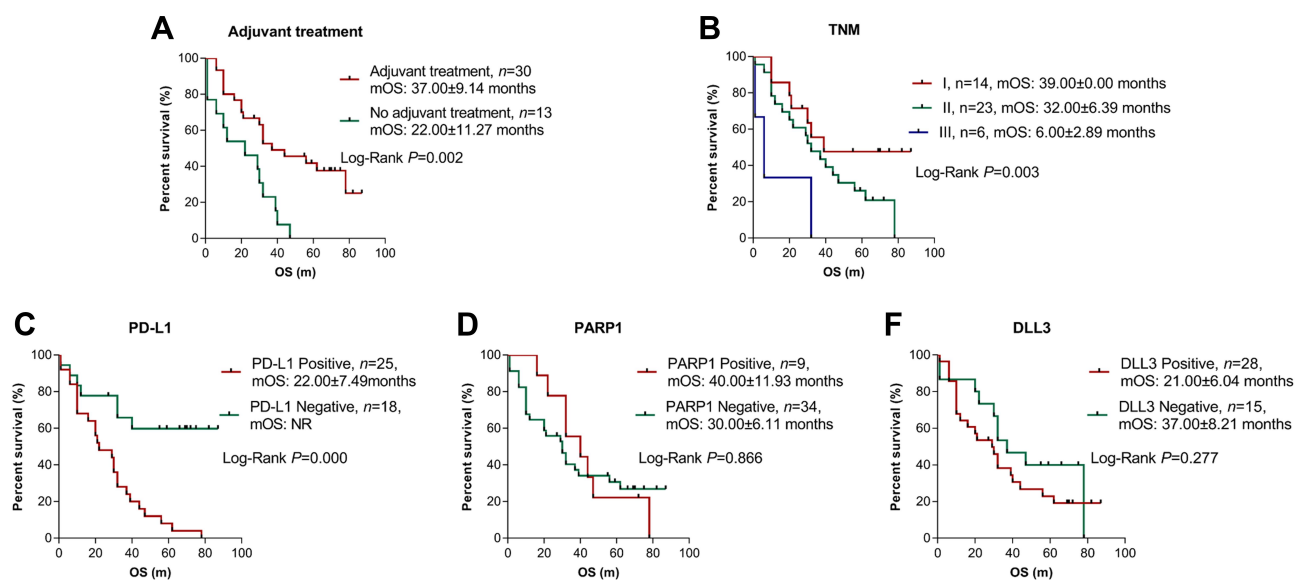 A
Adjuvant treatment
Percent survival (%)
100
80
60
40
20
0
0 20 40 60 80 100
OS (m)
Adjuvant treatment, n=30
mOS: 37.00±9.14 months
No adjuvant treatment, n=13
mOS: 22.00±11.27 months
Log-Rank P=0.002
B
TNM
Percent survival (%)
100
80
60
40
20
0
0 20 40 60 80 100
OS (m)
I, n=14, mOS: 39.00±0.00 months
II, n=23, mOS: 32.00±6.39 months
III, n=6, mOS: 6.00±2.89 months
Log-Rank P=0.003
C
PD-L1
Percent survival (%)
100
80
60
40
20
0
0 20 40 60 80 100
OS (m)
PD-L1 Positive, n=25,
mOS: 22.00±7.49months
PD-L1 Negative, n=18,
mOS: NR
Log-Rank P=0.000
D
PARP1
Percent survival (%)
100
80
60
40
20
0
0 20 40 60 80 100
OS (m)
PARP1 Positive, n=9,
mOS: 40.00±11.93 months
PARP1 Negative, n=34,
mOS: 30.00±6.11 months
Log-Rank P=0.866
F
DLL3
Percent survival (%)
100
80
60
40
20
0
0 20 40 60 80 100
OS (m)
DLL3 Positive, n=28,
mOS: 21.00±6.04 months
DLL3 Negative, n=15,
mOS: 37.00±8.21 months
Log-Rank P=0.277